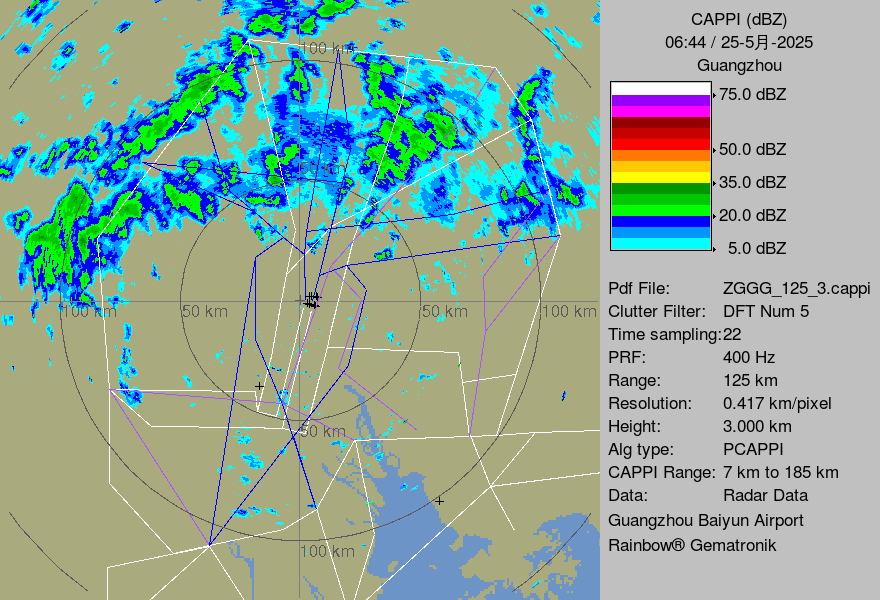 CAPPI (dBZ)
06:44 / 25-5月-2025
Guangzhou
75.0 dBZ
50.0 dBZ
35.0 dBZ
20.0 dBZ
5.0 dBZ
Pdf File: ZGGG_125_3.cappi
Clutter Filter: DFT Num 5
Time sampling:22
PRF: 400 Hz
Range: 125 km
Resolution: 0.417 km/pixel
Height: 3.000 km
Alg type: PCAPPI
CAPPI Range: 7 km to 185 km
Data: Radar Data
Guangzhou Baiyun Airport
Rainbow® Gematronik
100 km
50 km
100 km
50 km
50 km
100 km
50 km
100 km